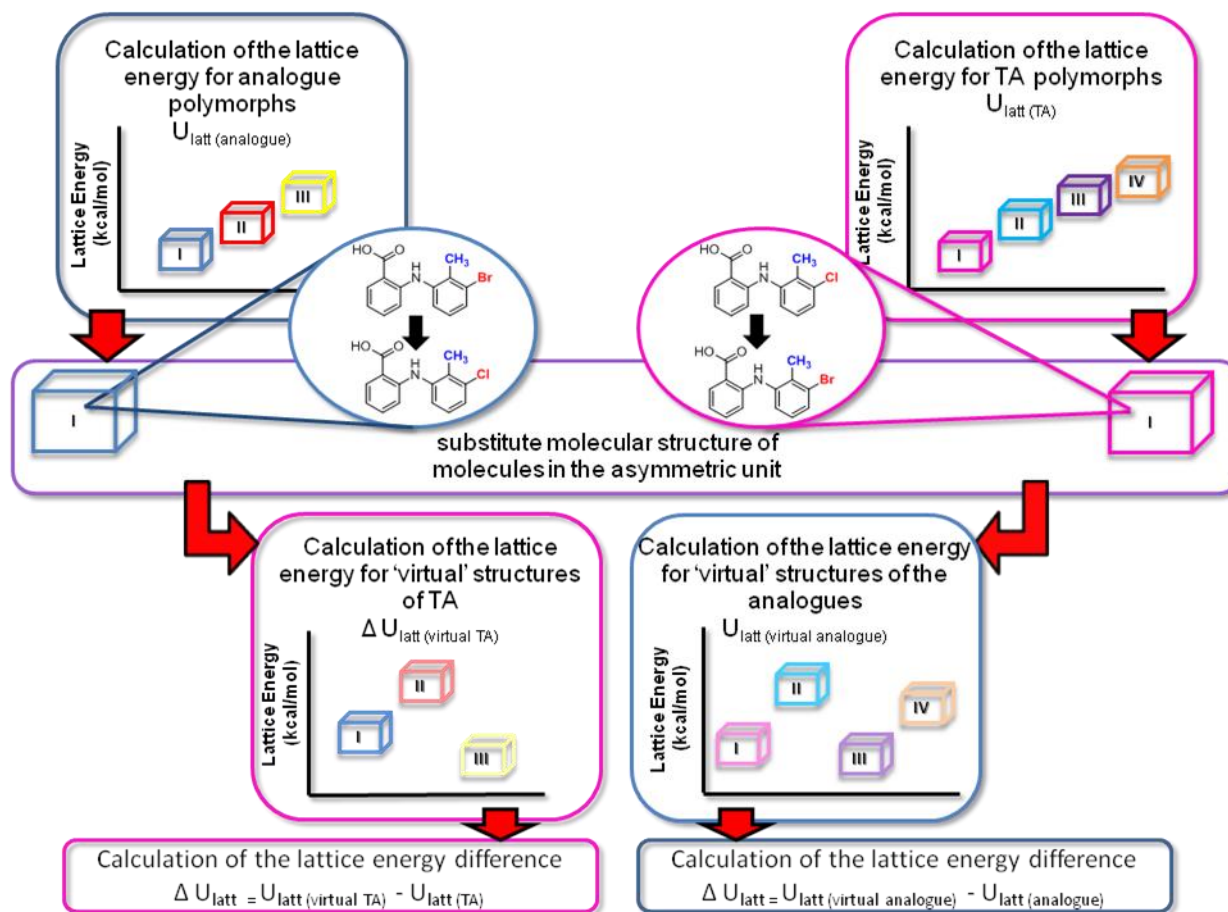 Calculation of the lattice
energy for analogue
polymorphs
U latt (analogue)
Lattice Energy
(kcal/mol)
I
II
III
Calculation of the lattice
energy for TA polymorphs
U latt (TA)
Lattice Energy
(kcal/mol)
I
II
III
IV
HO
O
H
N
CH3
Br
HO
O
H
N
CH3
Cl
HO
O
H
N
CH3
Cl
HO
O
H
N
CH3
Br
I
I
substitute molecular structure of
molecules in the asymmetric unit
Calculation of the lattice
energy for ‘virtual’ structures
of TA
Δ U latt (virtual TA)
Lattice Energy
(kcal/mol)
I
II
III
Calculation of the lattice energy
for ‘virtual’ structures of the
analogues
U latt (virtual analogue)
Lattice Energy
(kcal/mol)
I
II
III
IV
Calculation of the lattice energy difference
Δ U latt = U latt (virtual TA) - U latt (TA)
Calculation of the lattice energy difference
Δ U latt = U latt (virtual analogue) - U latt (analogue)